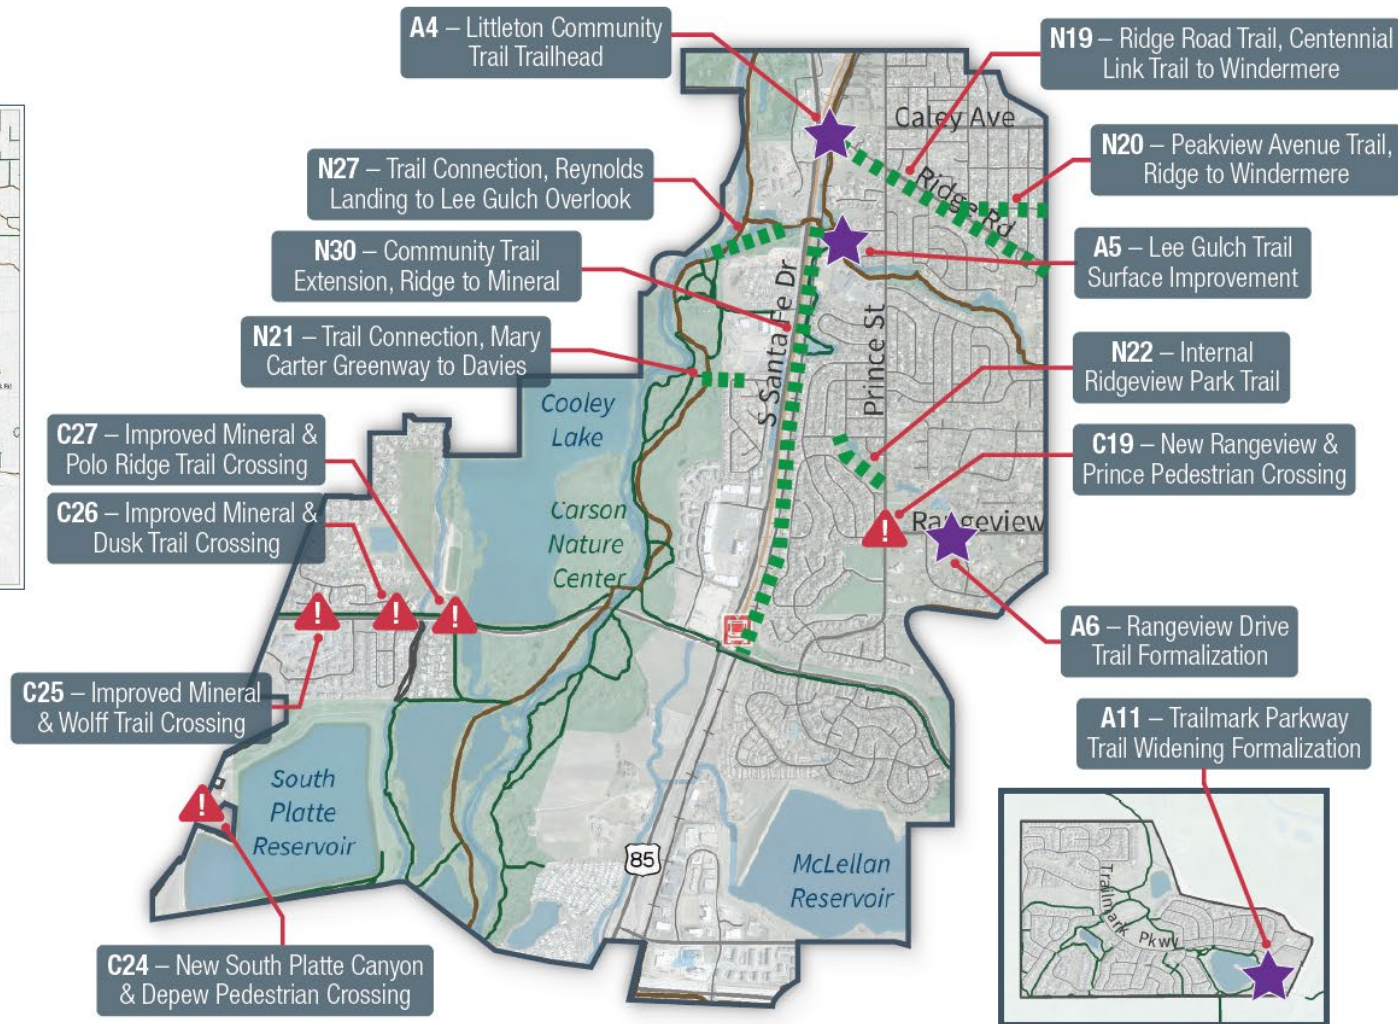 A4 – Littleton Community
Trail Trailhead
N19 – Ridge Road Trail, Centennial
Link Trail to Windermere
N27 – Trail Connection, Reynolds
Landing to Lee Gulch Overlook
N20 – Peakview Avenue Trail,
Ridge to Windermere
N30 – Community Trail
Extension, Ridge to Mineral
A5 – Lee Gulch Trail
Surface Improvement
N21 – Trail Connection, Mary
Carter Greenway to Davies
N22 – Internal
Ridgeview Park Trail
C27 – Improved Mineral &
Polo Ridge Trail Crossing
C19 – New Rangeview &
Prince Pedestrian Crossing
C26 – Improved Mineral &
Dusk Trail Crossing
A6 – Rangeview Drive
Trail Formalization
C25 – Improved Mineral
& Wolff Trail Crossing
A11 – Trailmark Parkway
Trail Widening Formalization
C24 – New South Platte Canyon
& Depew Pedestrian Crossing
Caley Ave
Ridge Rd
S Santa Fe Dr
Prince St
Rangeview
Cooley
Lake
Carson
Nature
Center
South
Platte
Reservoir
McLellan
Reservoir
85
Trailmark Pkwy
!
!
!
!
!